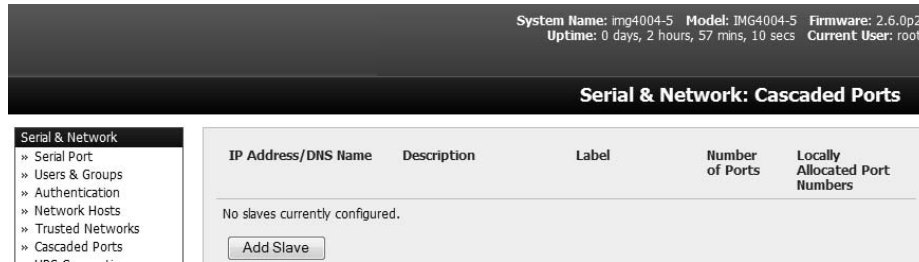 System Name: img4004-5 Model: IMG4004-5 Firmware: 2.6.0p2
Uptime: 0 days, 2 hours, 57 mins, 10 secs Current User: root
Serial & Network: Cascaded Ports
Serial & Network
» Serial Port
» Users & Groups
» Authentication
» Network Hosts
» Trusted Networks
» Cascaded Ports
IP Address/DNS Name Description Label Number of Ports Locally Allocated Port Numbers
No slaves currently configured.
Add Slave